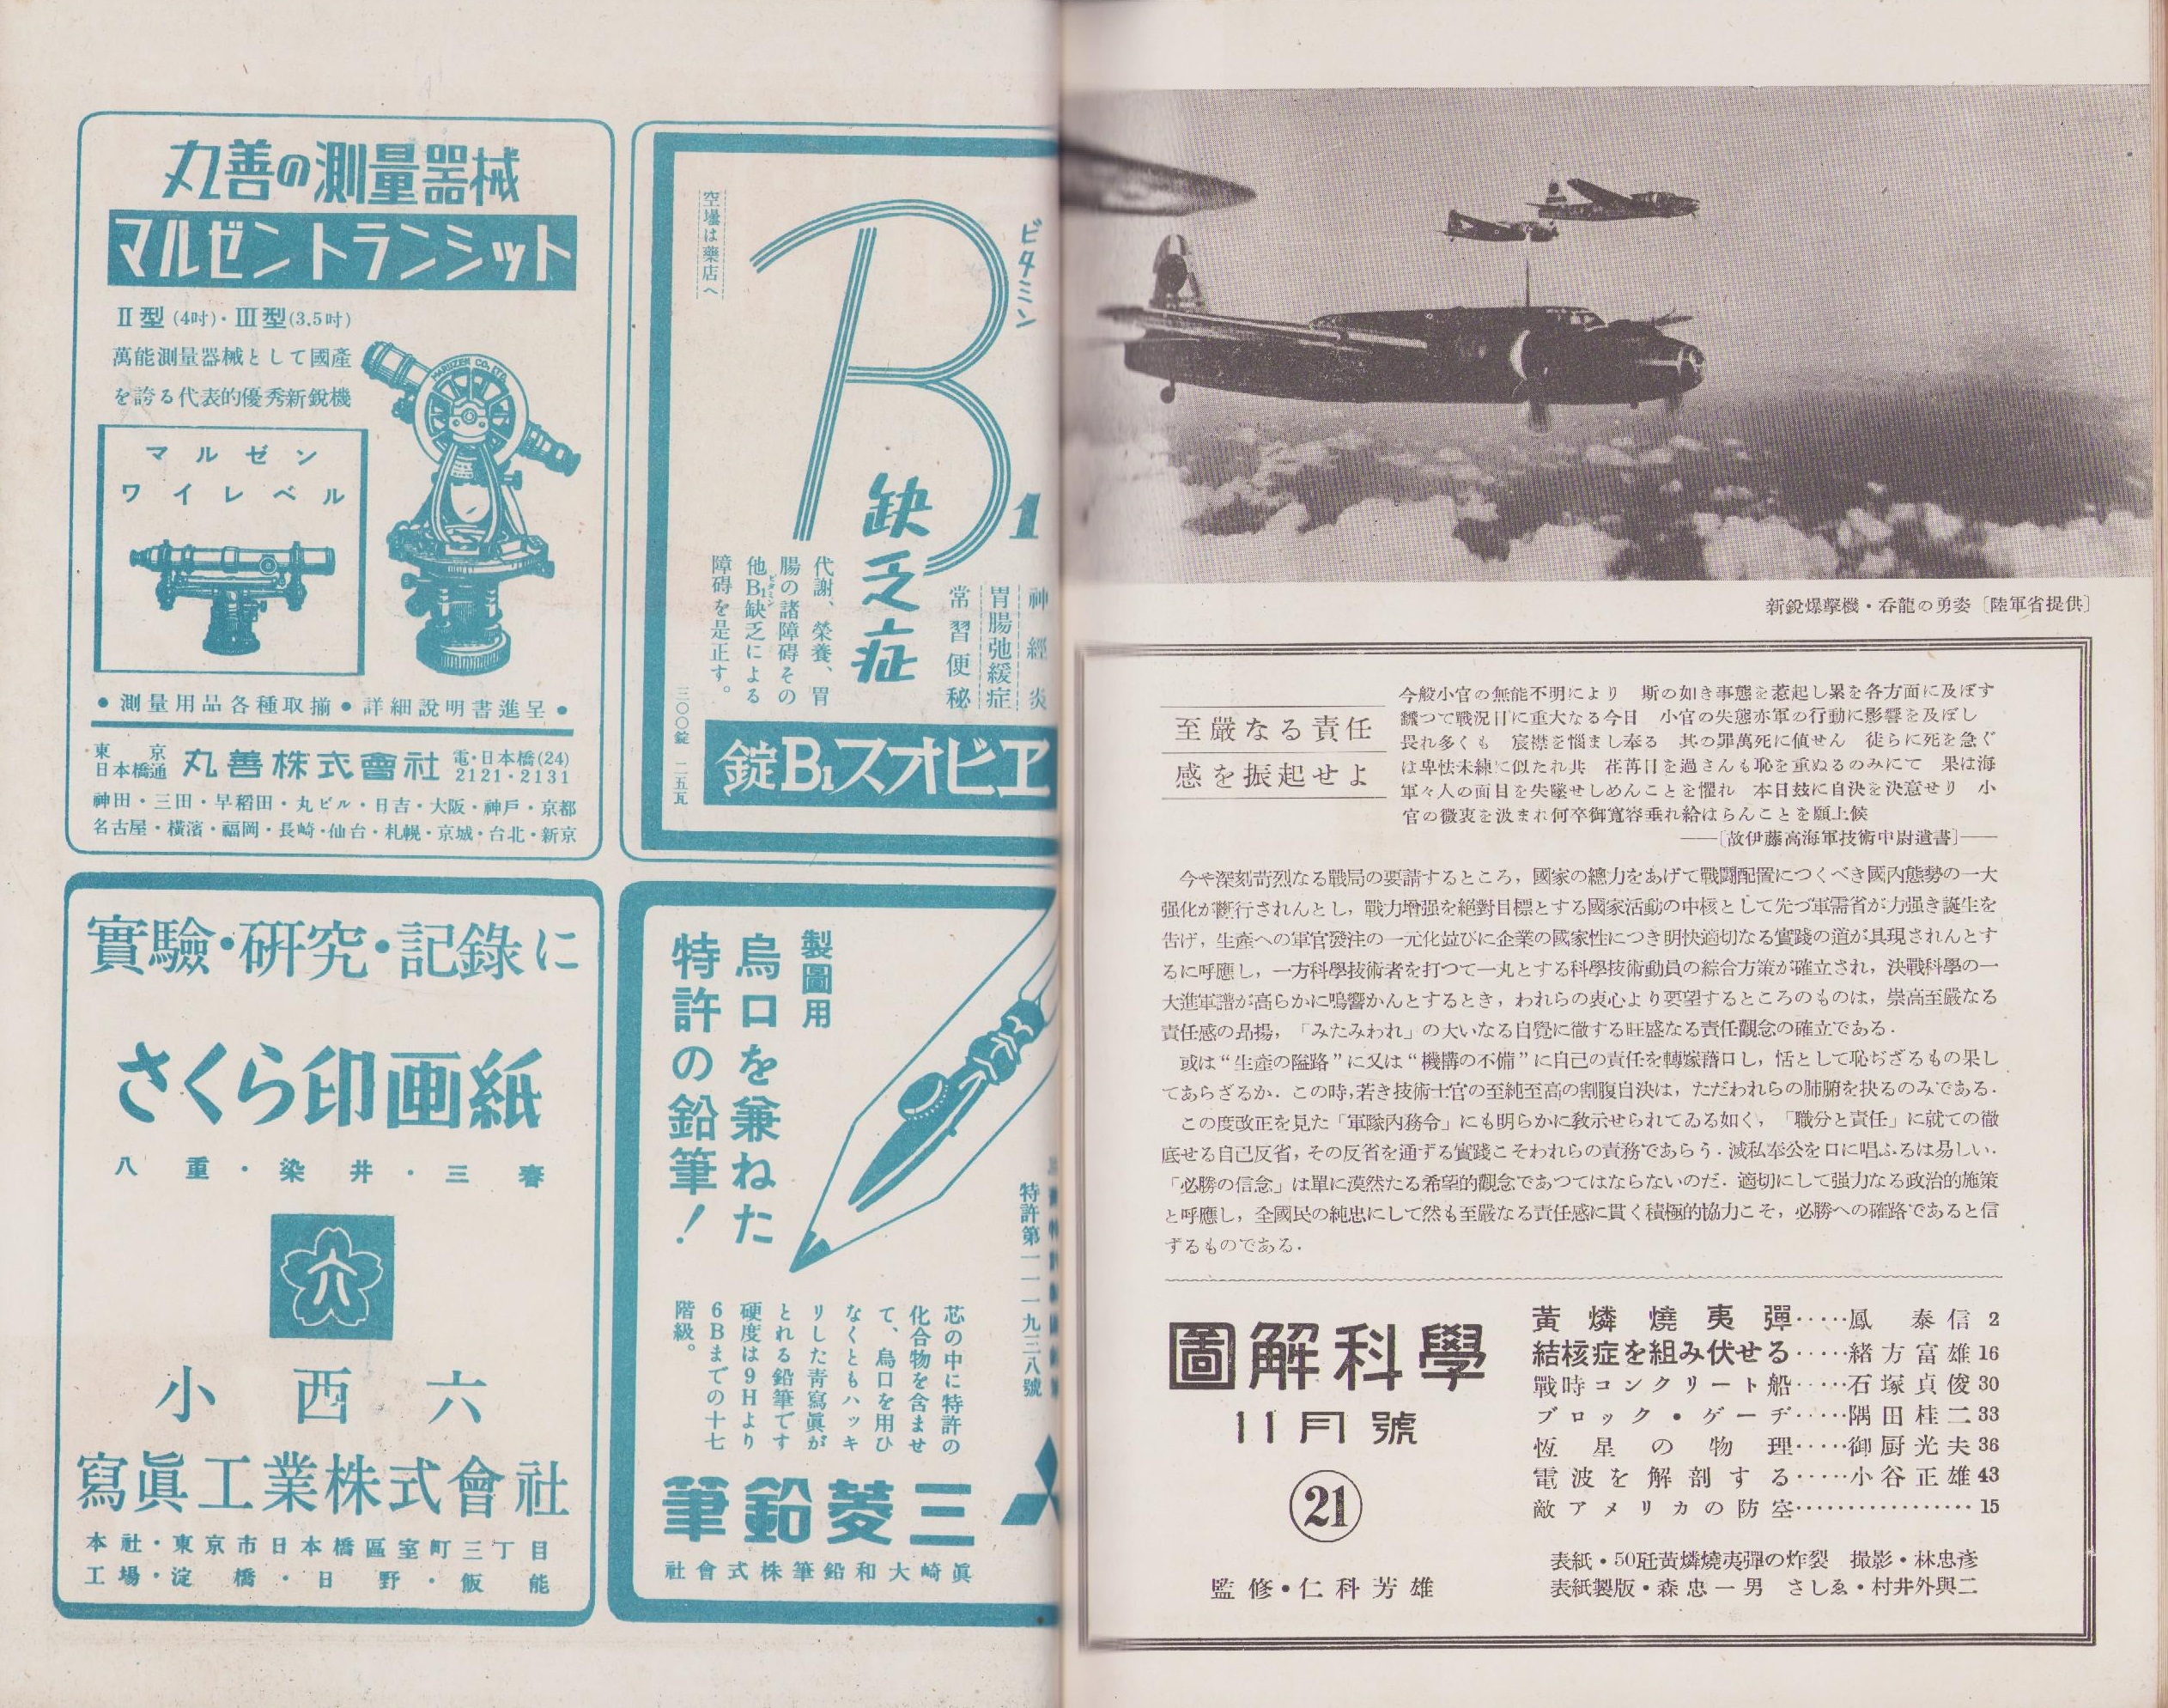 丸善の測量器械
マルゼントランシット
Ⅱ型(4吋)・Ⅲ型(3.5吋)
萬能測量器械として國產
を誇る代表的優秀新銳機
MARUZEN CO., LTD.
マルゼン
ワイレベル
●測量用品各種取揃●詳細說明書進呈●
東京
日本橋通
丸善株式會社
電・日本橋(24)
2121・2131
神田・三田・早稻田・丸ビル・日吉・大阪・神戶・京都
名古屋・橫濱・福岡・長崎・仙台・札幌・京城・台北・新京
ビタミン
B1
缺乏症
空壜は藥店へ
神經炎
胃腸弛緩症
常習便秘
代謝、榮養、胃
腸の諸障碍その
他B1缺乏による
ビタミン
障碍を是正す。
三〇〇錠 二五瓦
錠B1スオビエ
實驗・硏究・記錄に
さくら印画紙
八重・染井・三春
六
小西六
寫眞工業株式會社
本社・東京市日本橋區室町三丁目
工場・淀橋・日野・飯能
製圖用
烏口を兼ねた
特許の鉛筆!
特許第一一一九三八號
芯の中に特許の
化合物を含ませ
て、烏口を用ひ
なくともハッキ
リした靑寫眞が
とれる鉛筆です
硬度は9Hより
6Bまでの十七
階級。
筆鉛菱三
社會式株筆鉛和大崎眞
新銳爆擊機・呑龍の勇姿〔陸軍省提供〕
至嚴なる責任
感を振起せよ
今般小官の無能不明により 斯の如き事態を惹起し累を各方面に及ぼす
飜つて戰況日に重大なる今日 小官の失態亦軍の行動に影響を及ぼし
畏れ多くも 宸襟を惱まし奉る 其の罪萬死に値せん 徒らに死を急ぐ
は卑怯未練に似たれ共 荏苒日を過さんも恥を重ぬるのみにて 果は海
軍々人の面目を失墜せしめんことを懼れ 本日玆に自決を決意せり 小
官の微衷を汲まれ何卒御寬容垂れ給はらんことを願上候
——〔故伊藤高海軍技術中尉遺書〕——
今や深刻苛烈なる戰局の要請するところ，國家の總力をあげて戰鬪配置につくべき國內態勢の一大
强化が斷行されんとし，戰力增强を絕對目標とする國家活動の中核として先づ軍需省が力强き誕生を
告げ，生產への軍官發注の一元化並びに企業の國家性につき明快適切なる實踐の道が具現されんとす
るに呼應し，一方科學技術者を打つて一丸とする科學技術動員の綜合方策が確立され，決戰科學の一
大進軍譜が高らかに鳴響かんとするとき，われらの衷心より要望するところのものは，崇高至嚴なる
責任感の昻揚，「みたみわれ」の大いなる自覺に徹する旺盛なる責任觀念の確立である．
或は“生產の隘路”に又は“機構の不備”に自己の責任を轉嫁藉口し，恬として恥ぢざるもの果し
てあらざるか．この時，若き技術士官の至純至高の割腹自決は，ただわれらの肺腑を抉るのみである．
この度改正を見た「軍隊內務令」にも明らかに敎示せられてゐる如く，「職分と責任」に就ての徹
底せる自己反省，その反省を通ずる實踐こそわれらの責務であらう．滅私奉公を口に唱ふるは易しい．
「必勝の信念」は單に漠然たる希望的觀念であつてはならないのだ．適切にして强力なる政治的施策
と呼應し，全國民の純忠にして然も至嚴なる責任感に貫く積極的協力こそ，必勝への確路であると信
ずるものである．
圖解科學
11月號
21
監修・仁科芳雄
黃燐燒夷彈‥‥‥鳳泰信 2
結核症を組み伏せる‥‥‥緖方富雄 16
戰時コンクリート船‥‥‥石塚貞俊 30
ブロック・ゲーヂ‥‥‥隅田桂二 33
恆星の物理‥‥‥御厨光夫 36
電波を解剖する‥‥‥小谷正雄 43
敵アメリカの防空‥‥‥‥‥‥‥‥‥ 15
表紙・50瓩黃燐燒夷彈の炸裂 撮影・林忠彥
表紙製版・森忠一男 さしゑ・村井外與二